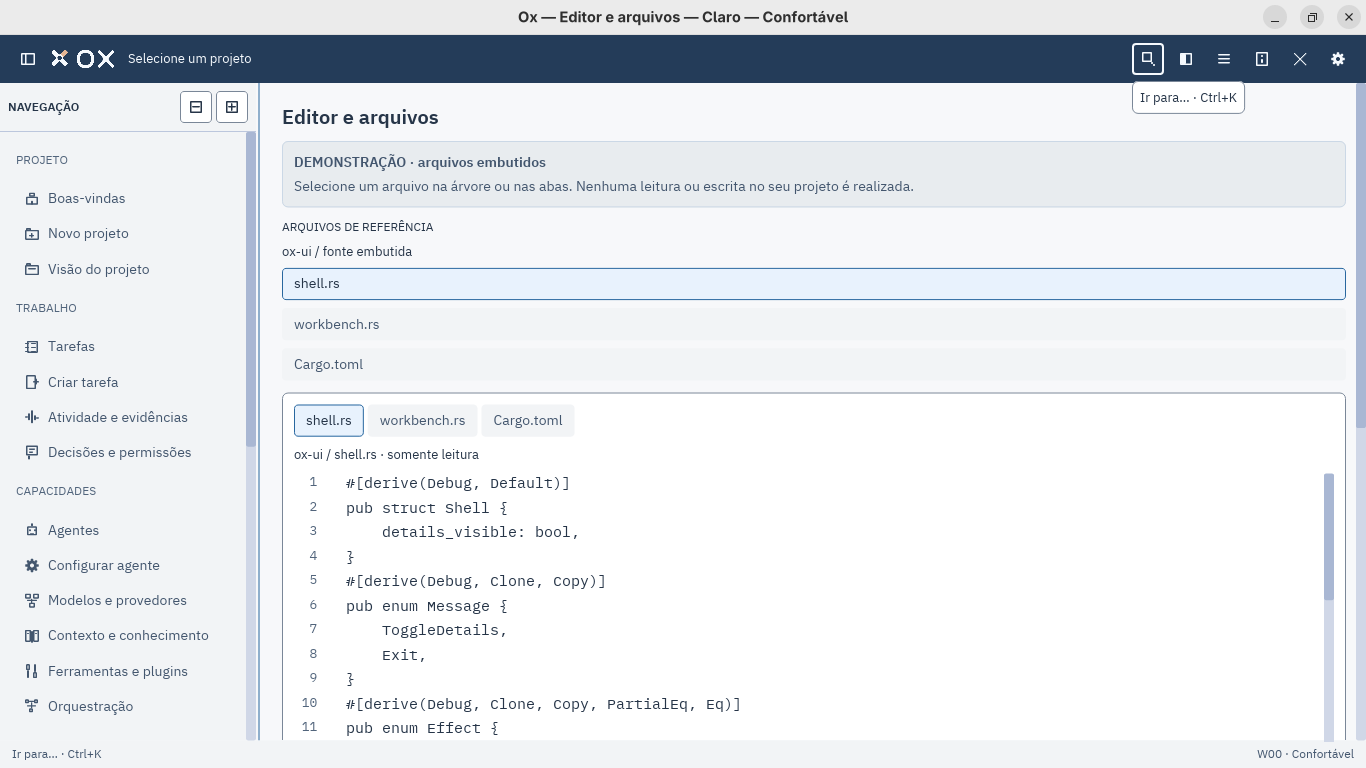 Ox — Editor e arquivos — Claro — Confortável
OX Selecione um projeto
Ir para… · Ctrl+K
NAVEGAÇÃO
PROJETO
Boas-vindas
Novo projeto
Visão do projeto
TRABALHO
Tarefas
Criar tarefa
Atividade e evidências
Decisões e permissões
CAPACIDADES
Agentes
Configurar agente
Modelos e provedores
Contexto e conhecimento
Ferramentas e plugins
Orquestração
Editor e arquivos
DEMONSTRAÇÃO · arquivos embutidos
Selecione um arquivo na árvore ou nas abas. Nenhuma leitura ou escrita no seu projeto é realizada.
ARQUIVOS DE REFERÊNCIA
ox-ui / fonte embutida
shell.rs
workbench.rs
Cargo.toml
shell.rs workbench.rs Cargo.toml
ox-ui / shell.rs · somente leitura
1 #[derive(Debug, Default)]
2 pub struct Shell {
3     details_visible: bool,
4 }
5 #[derive(Debug, Clone, Copy)]
6 pub enum Message {
7     ToggleDetails,
8     Exit,
9 }
10 #[derive(Debug, Clone, Copy, PartialEq, Eq)]
11 pub enum Effect {
Ir para… · Ctrl+K
W00 · Confortável